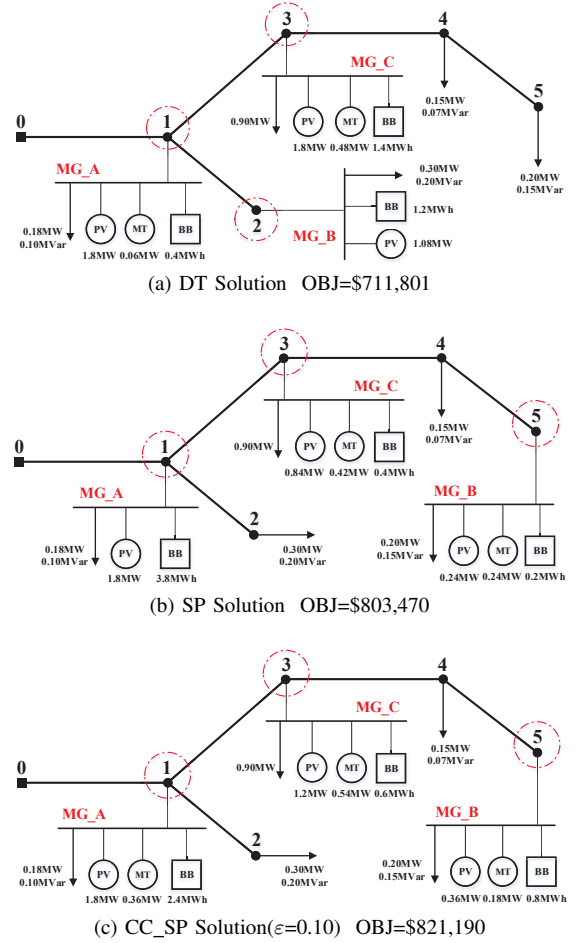 3
4
MG_C
5
0.90MW
PV
MT
BB
0.15MW
0.07MVar
1.8MW
0.48MW
1.4MWh
0
1
0.20MW
0.15MVar
MG_A
0.30MW
0.20MVar
BB
1.2MWh
2
MG_B
PV
1.08MW
0.18MW
0.10MVar
PV
MT
BB
1.8MW
0.06MW
0.4MWh
(a) DT Solution OBJ=$711,801
3
4
MG_C
5
0.90MW
PV
MT
BB
0.15MW
0.07MVar
0.84MW
0.42MW
0.4MWh
0
1
MG_A
MG_B
2
0.30MW
0.20MVar
0.18MW
0.10MVar
PV
BB
1.8MW
3.8MWh
0.20MW
0.15MVar
PV
MT
BB
0.24MW
0.24MW
0.2MWh
(b) SP Solution OBJ=$803,470
3
4
MG_C
5
0.90MW
PV
MT
BB
0.15MW
0.07MVar
1.2MW
0.54MW
0.6MWh
0
1
MG_A
MG_B
2
0.30MW
0.20MVar
0.18MW
0.10MVar
PV
MT
BB
1.8MW
0.36MW
2.4MWh
0.20MW
0.15MVar
PV
MT
BB
0.36MW
0.18MW
0.8MWh
(c) CC_SP Solution(ε=0.10) OBJ=$821,190